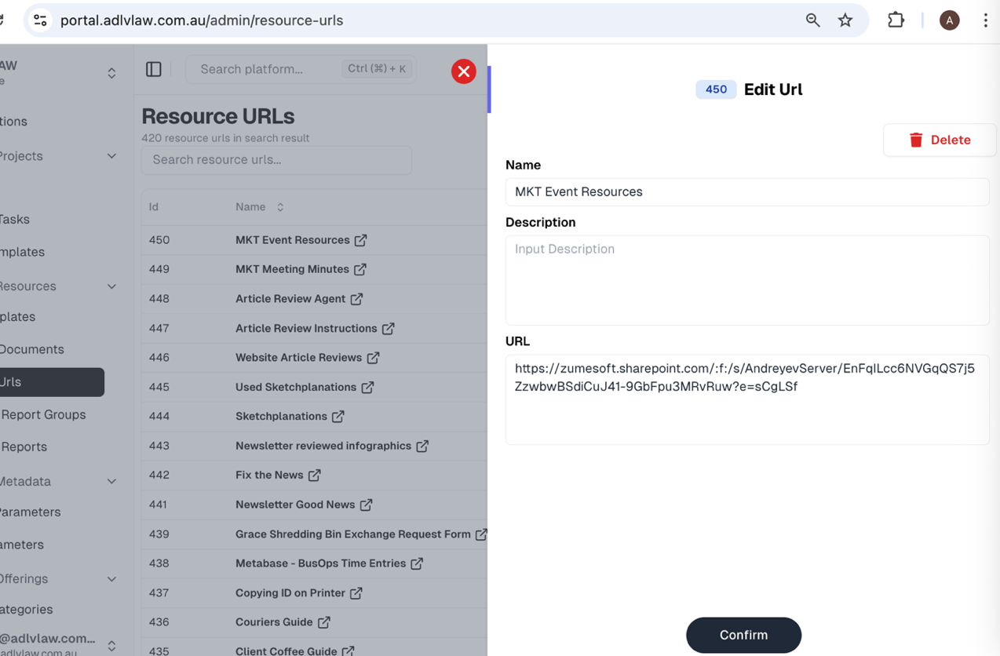 portal.adlvlaw.com.au/admin/resource-urls
A
AW
e
tions
Projects
Tasks
mplates
Resources
plates
Documents
Urls
Report Groups
Reports
Metadata
Parameters
ameters
Offerings
ategories
@adlvlaw.com...
adlvlaw.com.au
Search platform...
Ctrl (⌘) + K
Resource URLs
420 resource urls in search result
Search resource urls...
Id Name
450 MKT Event Resources
449 MKT Meeting Minutes
448 Article Review Agent
447 Article Review Instructions
446 Website Article Reviews
445 Used Sketchplanations
444 Sketchplanations
443 Newsletter reviewed infographics
442 Fix the News
441 Newsletter Good News
439 Grace Shredding Bin Exchange Request Form
438 Metabase - BusOps Time Entries
437 Copying ID on Printer
436 Couriers Guide
435 Client Coffee Guide
450 Edit Url
Delete
Name
MKT Event Resources
Description
Input Description
URL
https://zumesoft.sharepoint.com/:f:/s/AndreyevServer/EnFqILcc6NVGqQS7j5
ZzwbwBSdiCuJ41-9GbFpu3MRvRuw?e=sCgLSf
Confirm